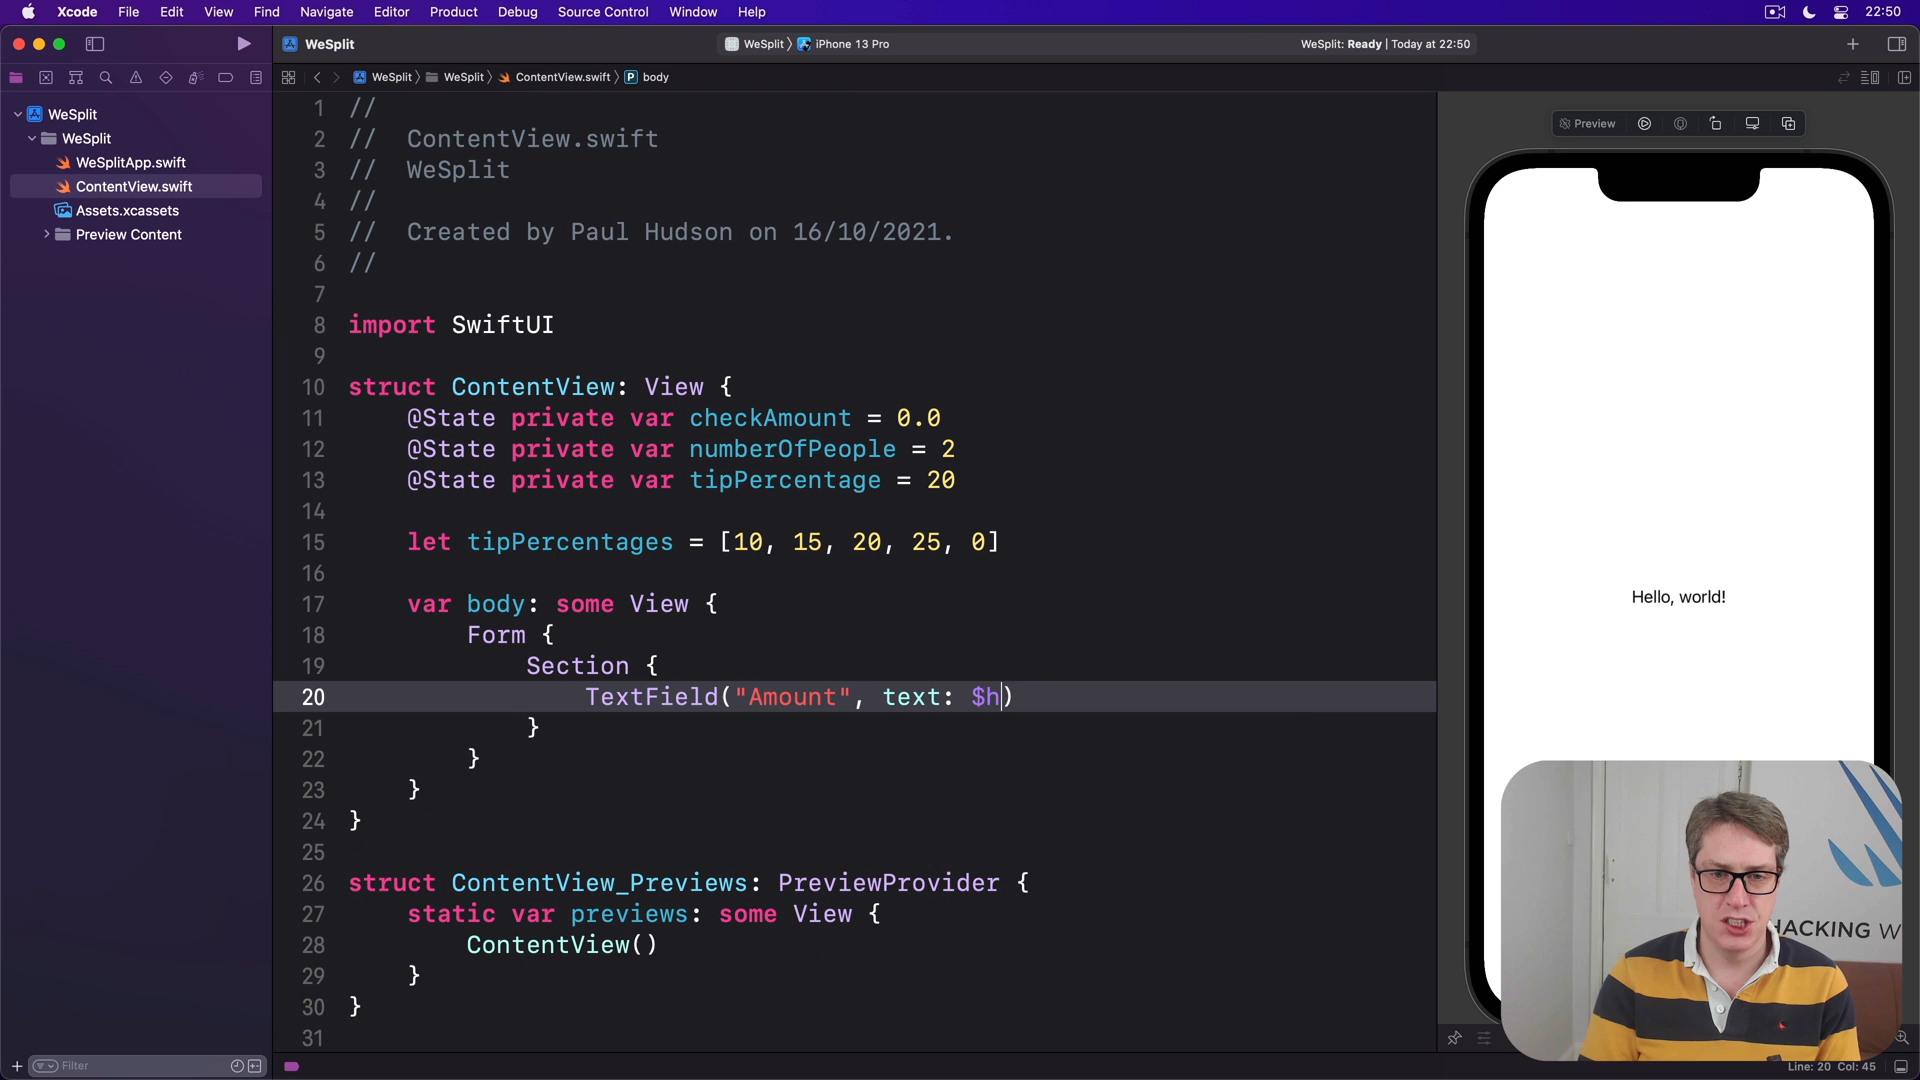 Xcode File Edit View Find Navigate Editor Product Debug Source Control Window Help 22:50
WeSplit WeSplit iPhone 13 Pro WeSplit: Ready | Today at 22:50
WeSplit WeSplit ContentView.swift P body
WeSplit
WeSplit
WeSplitApp.swift
ContentView.swift
Assets.xcassets
Preview Content
Filter
1 //
2 //  ContentView.swift
3 //  WeSplit
4 //
5 //  Created by Paul Hudson on 16/10/2021.
6 //
7
8 import SwiftUI
9
10 struct ContentView: View {
11     @State private var checkAmount = 0.0
12     @State private var numberOfPeople = 2
13     @State private var tipPercentage = 20
14
15     let tipPercentages = [10, 15, 20, 25, 0]
16
17     var body: some View {
18         Form {
19             Section {
20                 TextField("Amount", text: $h)
21             }
22         }
23     }
24 }
25
26 struct ContentView_Previews: PreviewProvider {
27     static var previews: some View {
28         ContentView()
29     }
30 }
31
Preview
Hello, world!
HACKING W
Line: 20 Col: 45